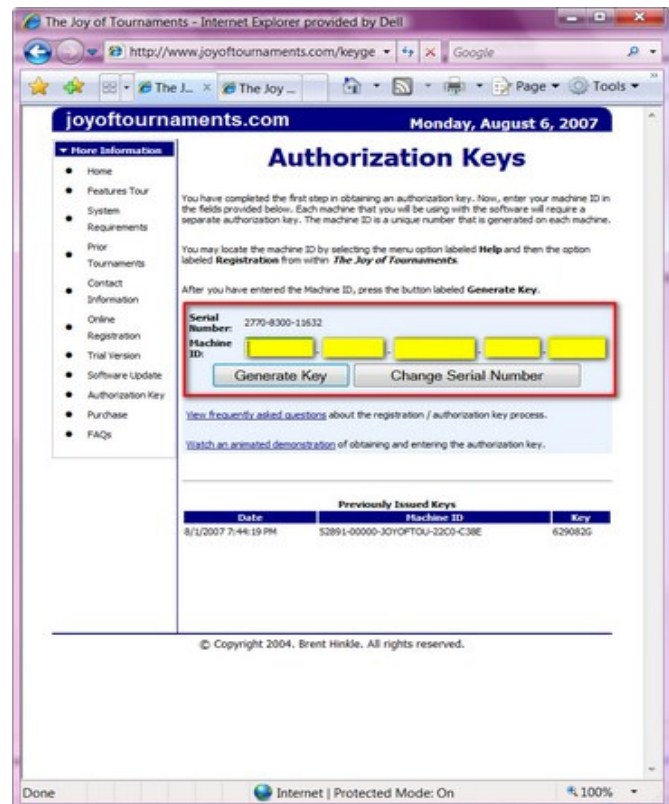 The Joy of Tournaments - Internet Explorer provided by Dell
http://www.joyoftournaments.com/keyge
Google
The J...
The Joy ...
Page
Tools
joyoftournaments.com
Monday, August 6, 2007
More Information
Home
Features Tour
System
Requirements
Prior
Tournaments
Contact
Information
Online
Registration
Trial Version
Software Update
Authorization Key
Purchase
FAQs
Authorization Keys
You have completed the first step in obtaining an authorization key. Now, enter your machine ID in
the fields provided below. Each machine that you will be using with the software will require a
separate authorization key. The machine ID is a unique number that is generated on each machine.
You may locate the machine ID by selecting the menu option labeled Help and then the option
labeled Registration from within The Joy of Tournaments.
After you have entered the Machine ID, press the button labeled Generate Key.
Serial
Number: 2770-8300-11632
Machine
ID: - - - -
Generate Key
Change Serial Number
View frequently asked questions about the registration / authorization key process.
Watch an animated demonstration of obtaining and entering the authorization key.
Previously Issued Keys
Date Machine ID Key
8/1/2007 7:44:19 PM 52891-00000-JOYOFTOU-22C0-C38E 629082G
© Copyright 2004. Brent Hinkle. All rights reserved.
Done
Internet | Protected Mode: On
100%